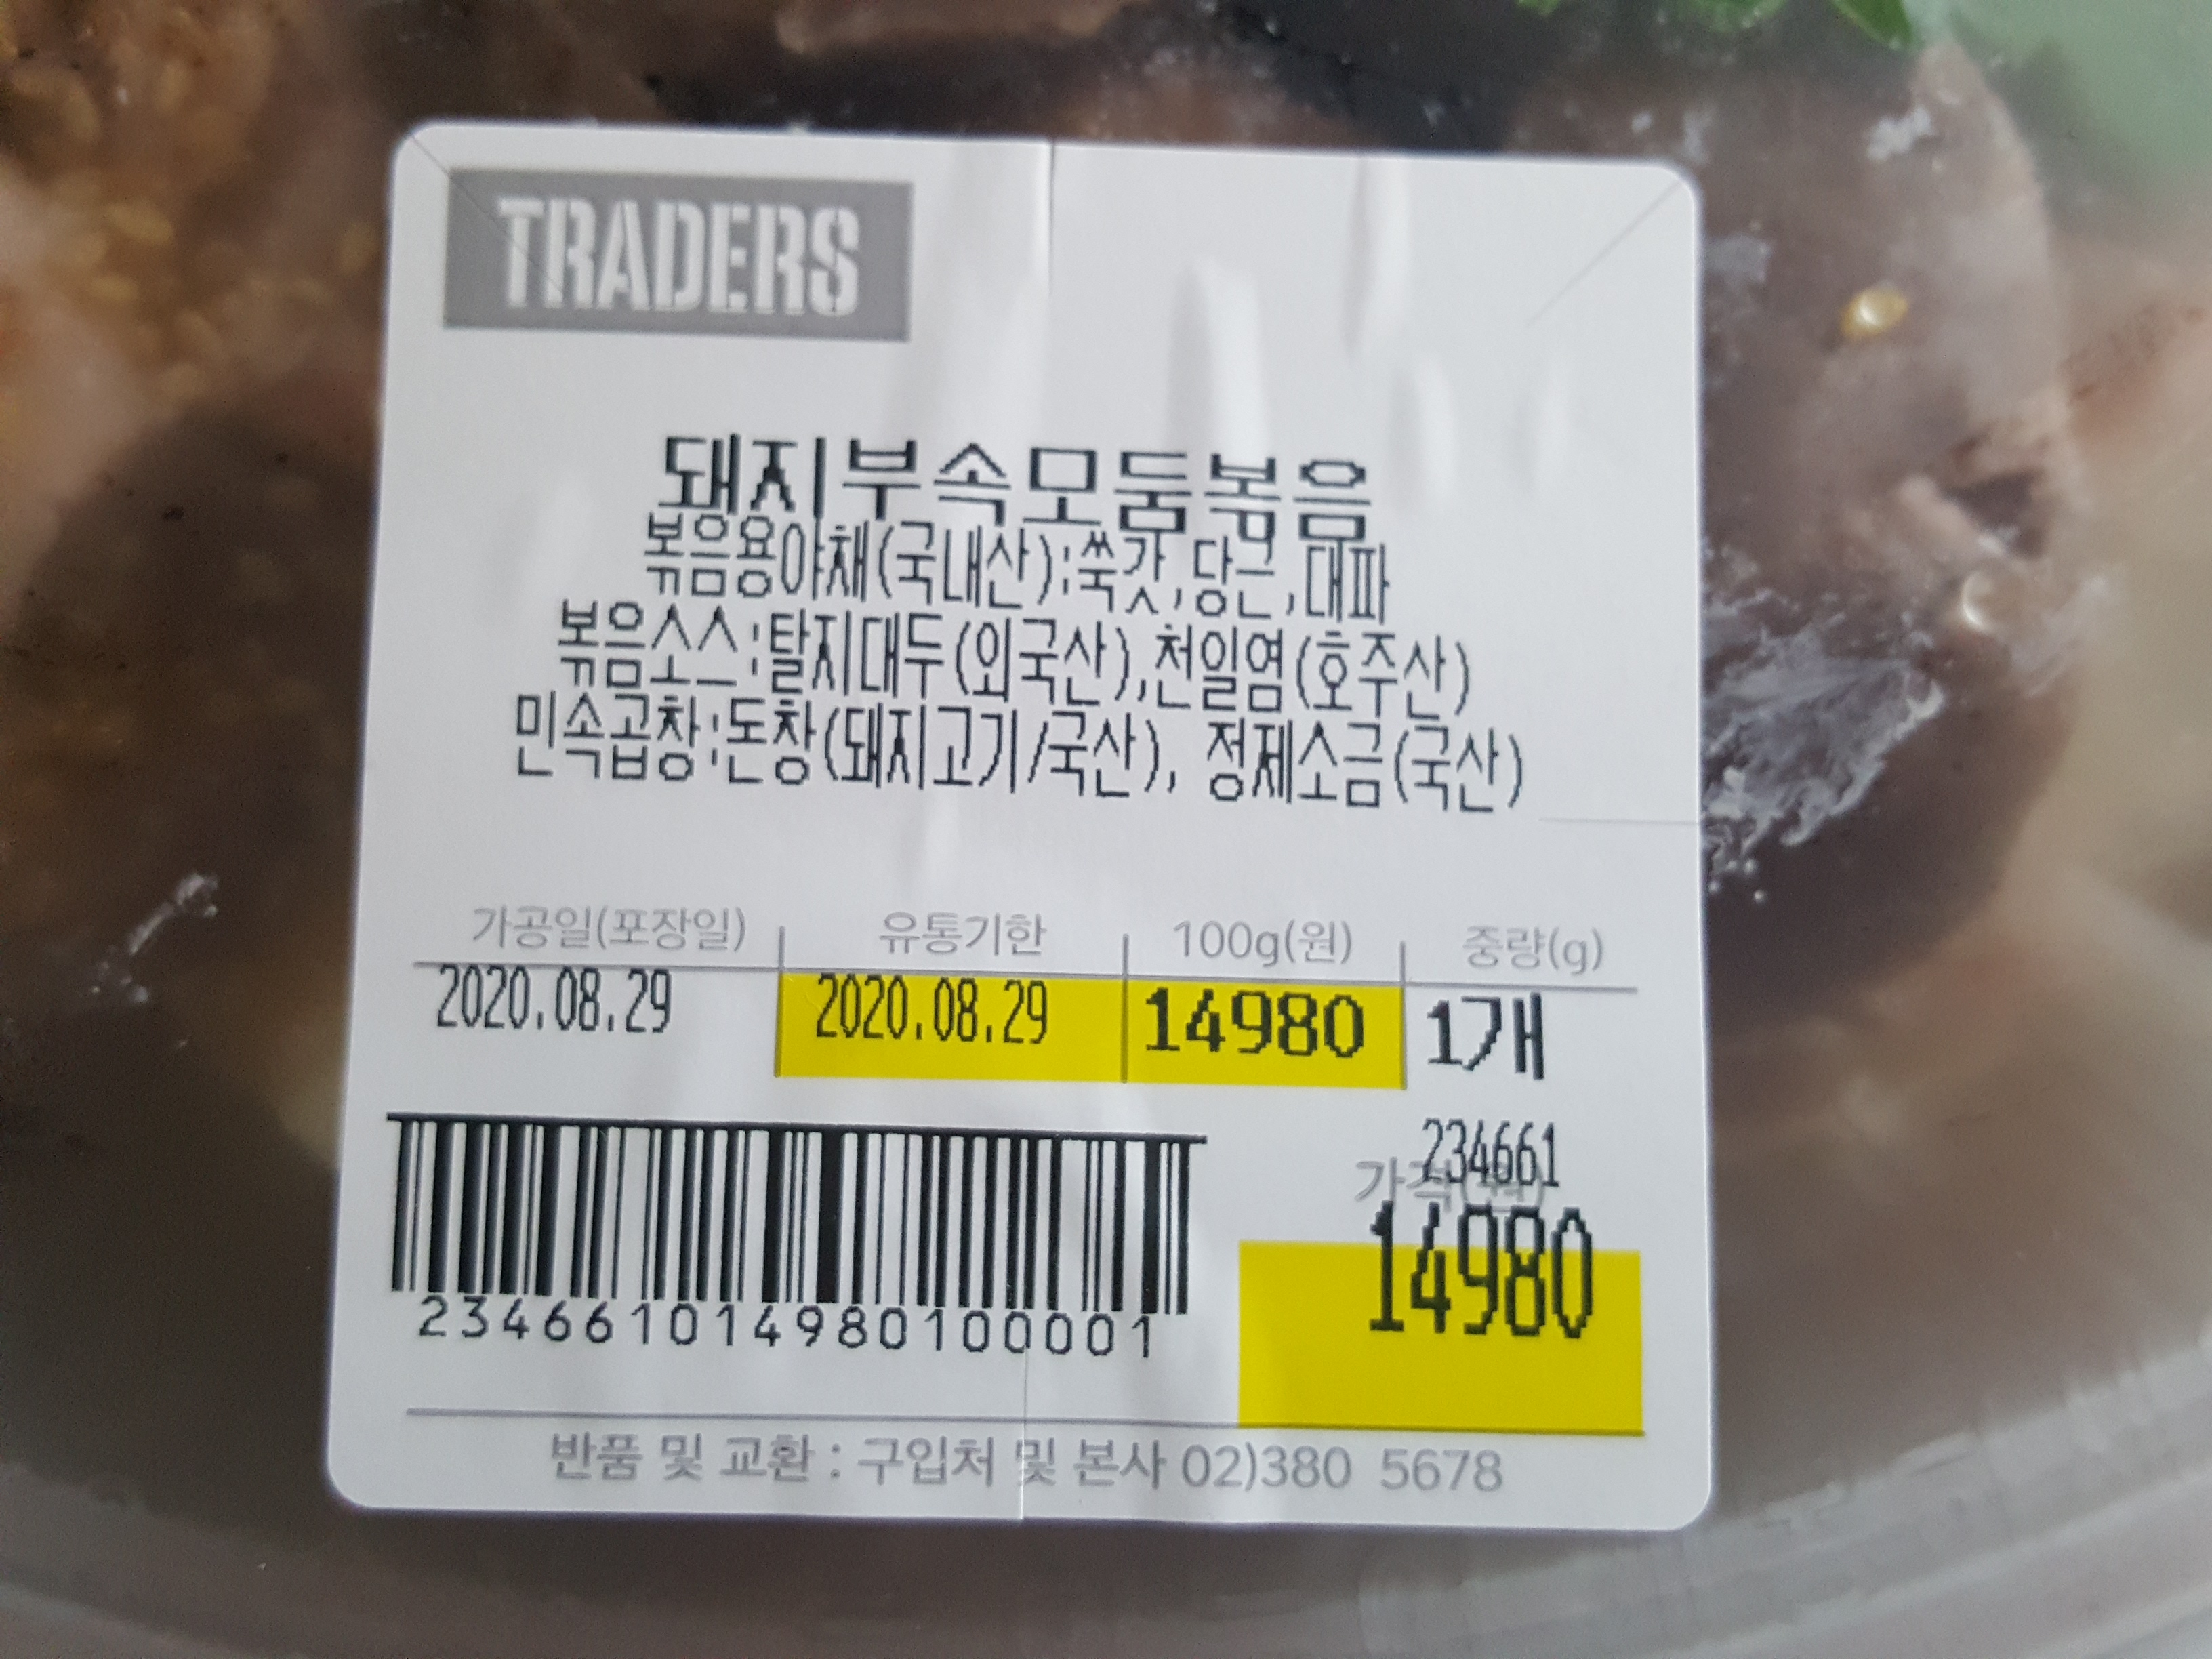 TRADERS
돼지부속모둠볶음
볶음용야채(국내산):쑥갓,당근,대파
볶음소스:탈지대두(외국산),천일염(호주산)
민속곱창:돈창(돼지고기/국산), 정제소금(국산)
가공일(포장일) 유통기한 100g(원) 중량(g)
2020.08.29 2020.08.29 14980 1개
234661
가격(원)
14980
234661014980100001
반품 및 교환 : 구입처 및 본사 02)380 5678